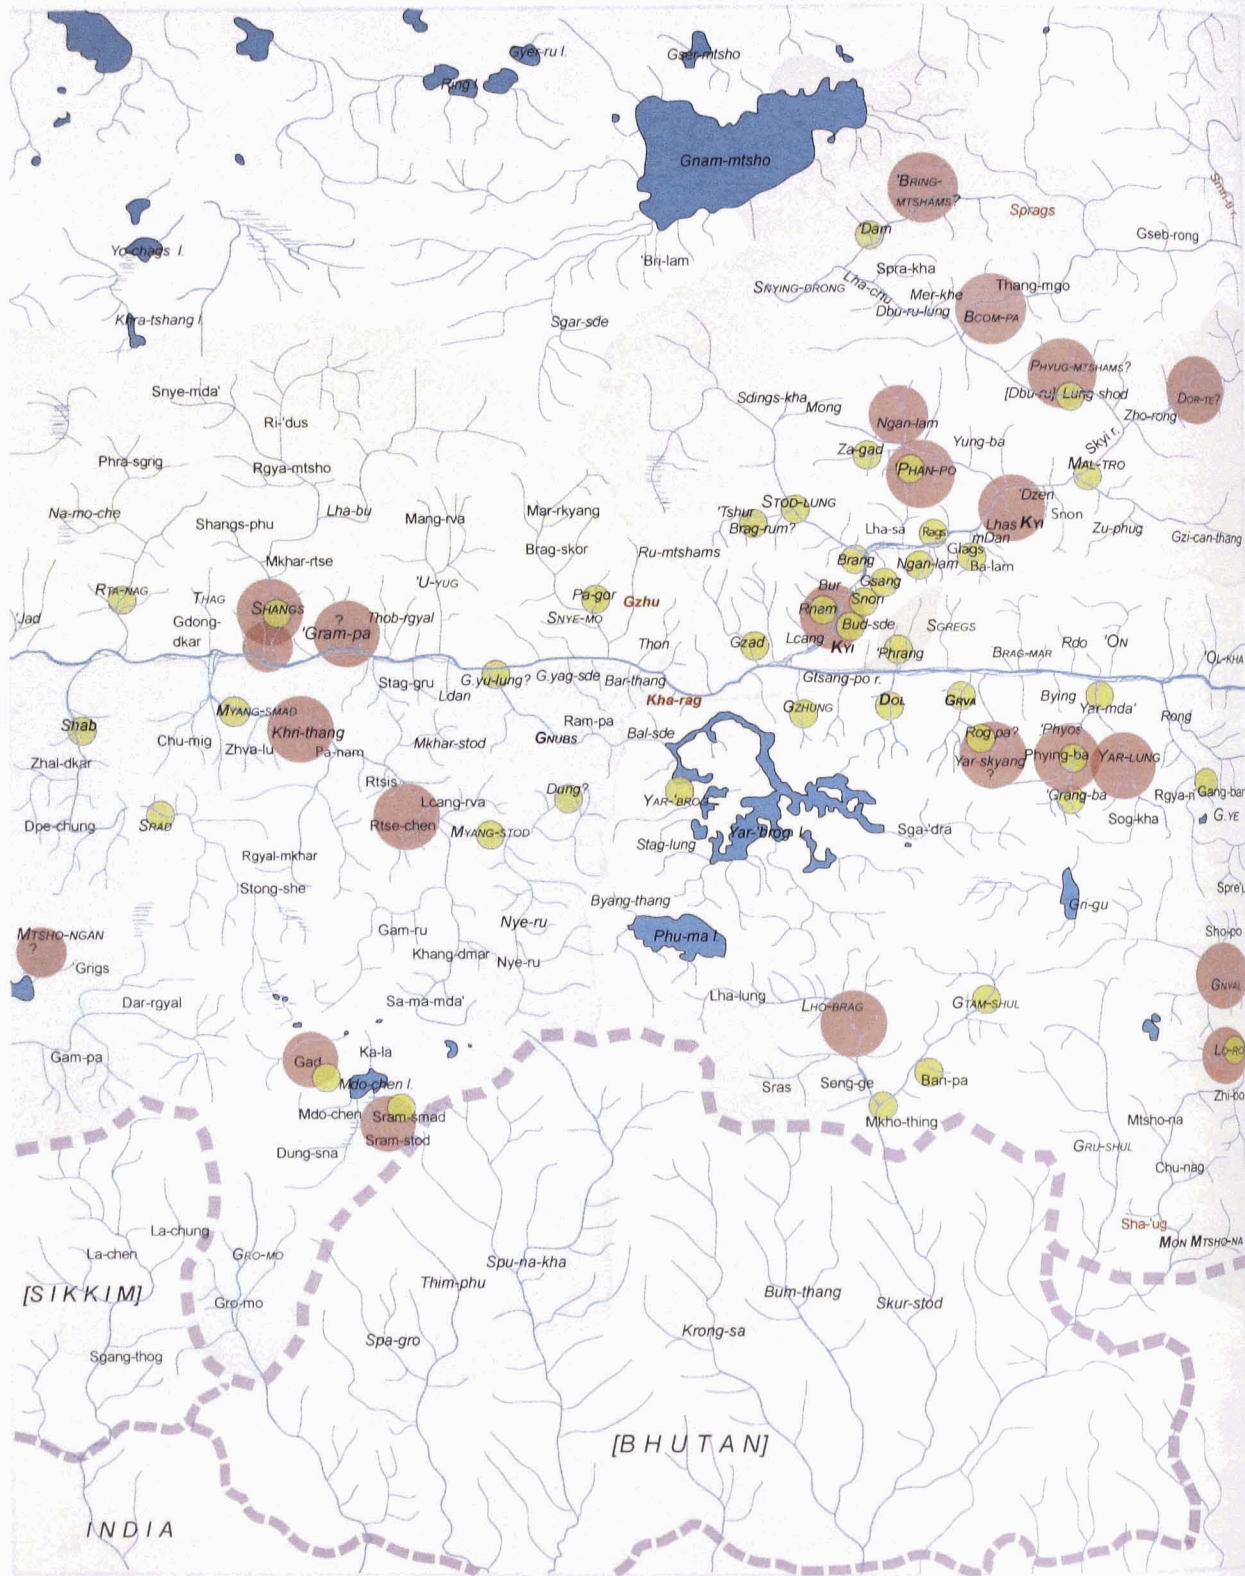 Gyer-ru l.
Gser-mtsho
Ring l.
Gnam-mtsho
'BRING-
MTSHAMS?
Sprags
'Dam
Gseb-rong
Yo-chags l.
'Bri-lam
Spra-kha
SNYING-DRONG
Lha-chu
Mer-khe
Thang-mgo
Dbu-ru-lung
BCOM-PA
Khra-tshang l
Sgar-sde
PHYUG-MTSHAMS?
[Dbu-ru] Lung-shod
DOR-TE?
Snye-mda'
Sdings-kha
Mong
Zho-rong
Ri-'dus
Ngan-lam
Skyi r.
Yung-ba
Za-gad
Phra-sgrig
Rgya-mtsho
'PHAN-PO
MAL-TRO
'Dzen
Na-mo-che
Shangs-phu
Lha-bu
Mang-rva
Mar-rkyang
'Tshur
STOD-LUNG
Brag-rum?
Lha-sa
Rags
Lhas KYI
Snon
Zu-phug
mDan
Gzi-can-thang
Mkhar-rtse
Brag-skor
Ru-mtshams
Brang
Ngan-lam
Glags
Ba-lam
'U-YUG
RTA-NAG
THAG
SHANGS
Pa-gor
Gzhu
Bur
Gsang
Snon
Rnam
'Jad
Gdong-
dkar
?
'Gram-pa
Thob-rgyal
SNYE-MO
Bud-sde
SGREGS
Thon
Gzad
Lcang
KYI
'Phrang
BRAG-MAR
Rdo
'ON
'OL-KHA
Stag-gru
G.yu-lung?
G.yag-sde
Bar-thang
Gtsang-po r.
Ldan
Kha-rag
GZHUNG
DOL
GRVA
Bying
Yar-mda'
Rong
Shab
MYANG-SMAD
Khri-thang
Ram-pa
Bal-sde
Chu-mig
Zhva-lu
Pa-nam
Mkhar-stod
GNUBS
Rog-pa?
'Phyos
Zhal-dkar
Yar-skyang
?
Phying-ba
YAR-LUNG
Rtsis
Lcang-rva
Dung?
YAR-'BROG
'Grang-ba
Gang-bar
Dpe-chung
SRAD
Rtse-chen
MYANG-STOD
Yar-'brog l.
Sga-'dra
Sog-kha
G.YE
Rgyal-mkhar
Stag-lung
Stong-she
Byang-thang
Gri-gu
MTSHO-NGAN
?
Gam-ru
Nye-ru
Phu-ma l.
Sho-po
'Grigs
Khang-dmar
Nye-ru
GNYAL
Dar-rgyal
Sa-ma-mda'
Lha-lung
LHO-BRAG
GTAM-SHUL
Gam-pa
Gad
Ka-la
LO-RO
Mdo-chen l.
Sras
Seng-ge
Ban-pa
Mdo-chen
Sram-smad
Mkho-thing
Mtsho-na
Sram-stod
Dung-sna
GRU-SHUL
Chu-nag
La-chung
Sha-'ug
La-chen
GRO-MO
MON MTSHO-NA
[SIKKIM]
Gro-mo
Thim-phu
Spu-na-kha
Bum-thang
Skur-stod
Spa-gro
Krong-sa
Sgang-thog
[BHUTAN]
INDIA